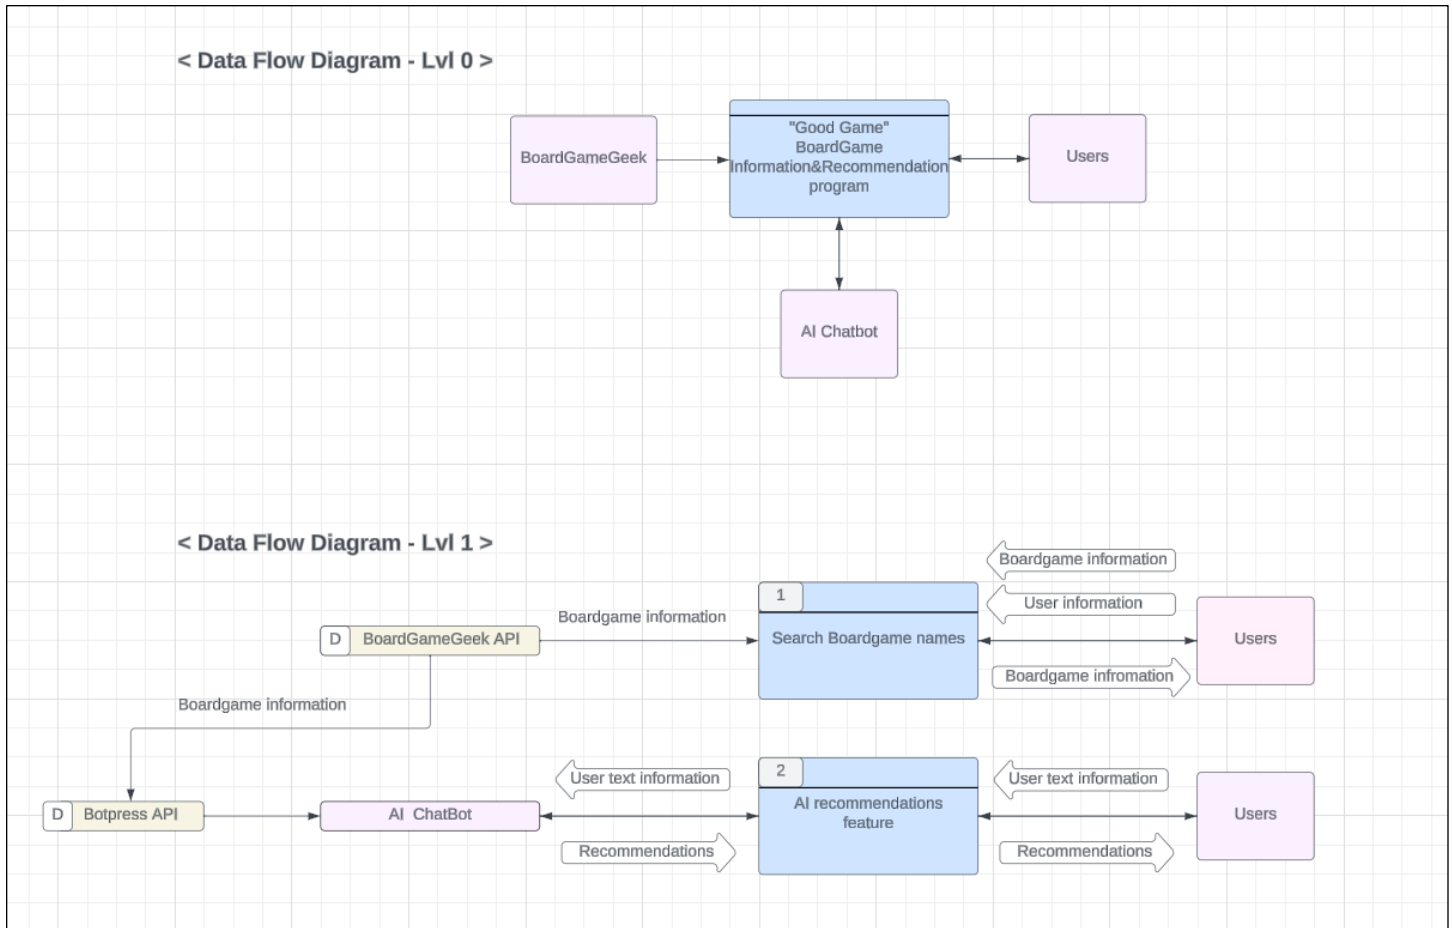 < Data Flow Diagram - Lvl 0 >
"Good Game"
BoardGame
Information&Recommendation
program
BoardGameGeek
Users
AI Chatbot
< Data Flow Diagram - Lvl 1 >
Boardgame information
1
User information
Boardgame information
D
BoardGameGeek API
Search Boardgame names
Users
Boardgame infromation
Boardgame information
2
User text information
User text information
AI recommendations
feature
D
Botpress API
AI ChatBot
Users
Recommendations
Recommendations